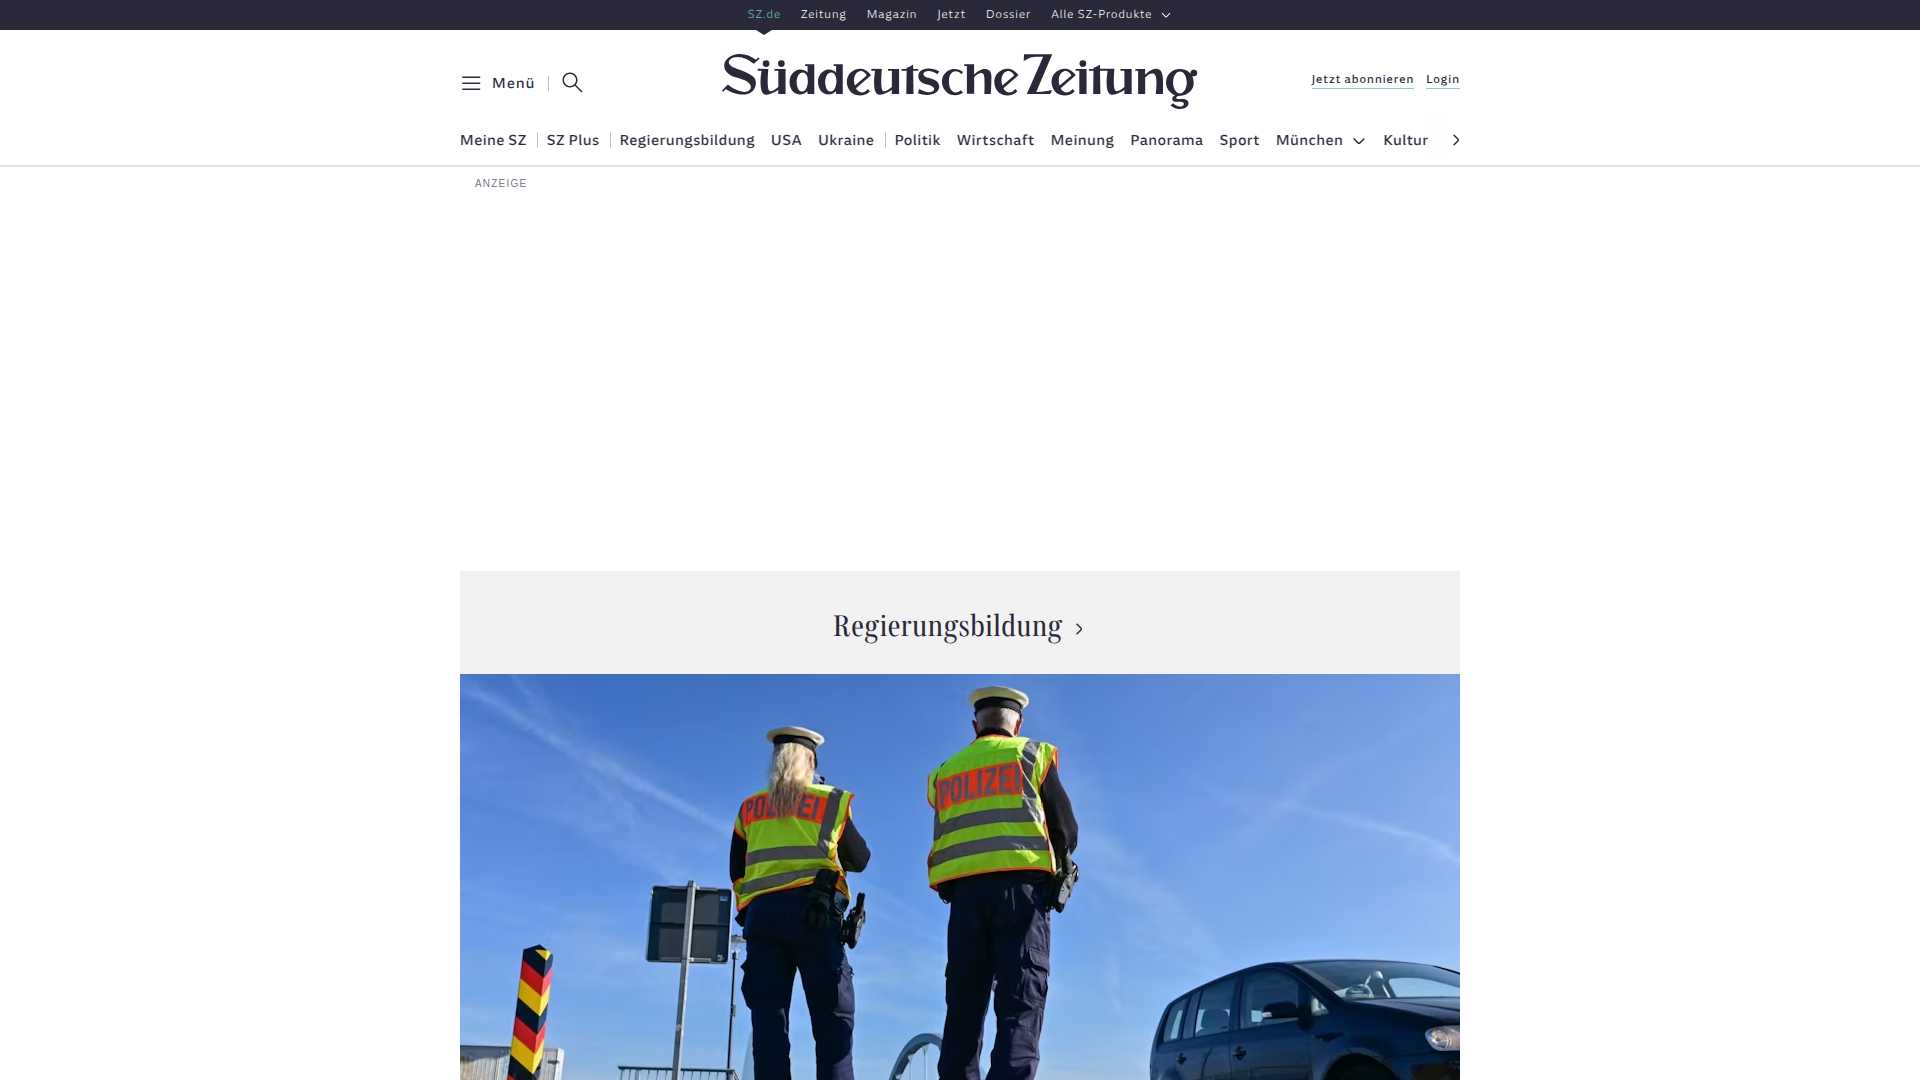 SZ.de Zeitung Magazin Jetzt Dossier Alle SZ-Produkte
Menü
Süddeutsche Zeitung
Jetzt abonnieren Login
Meine SZ SZ Plus Regierungsbildung USA Ukraine Politik Wirtschaft Meinung Panorama Sport München Kultur
ANZEIGE
Regierungsbildung
POLIZEI
POLIZEI